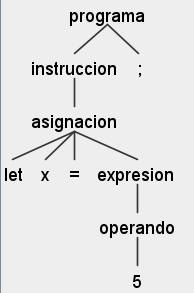 programa
instruccion ;
asignacion
let x = expresion
operando
5